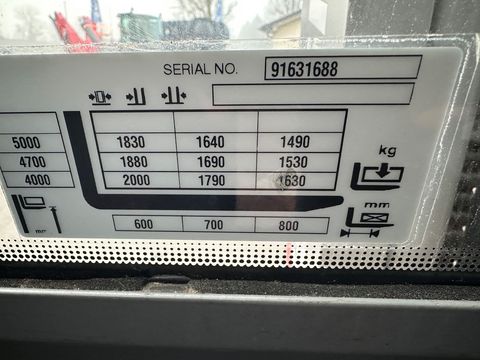 SERIAL NO. 91631688
5000 1830 1640 1490
4700 1880 1690 1530
4000 2000 1790 1630
kg
mm
mm
600 700 800